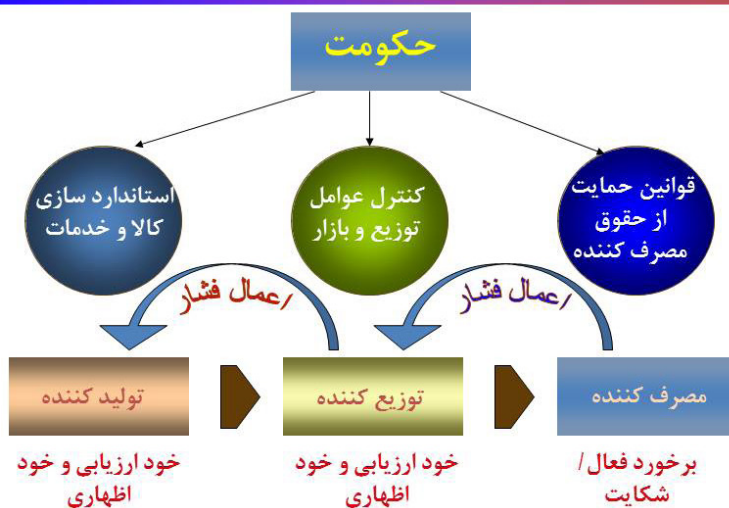 حکومت
قوانین حمایت
از حقوق
مصرف کننده
کنترل عوامل
توزیع و بازار
استاندارد سازی
کالا و خدمات
اعمال فشار
اعمال فشار
مصرف کننده
توزیع کننده
تولید کننده
برخورد فعال/
شکایت
خود ارزیابی و خود
اظهاری
خود ارزیابی و خود
اظهاری